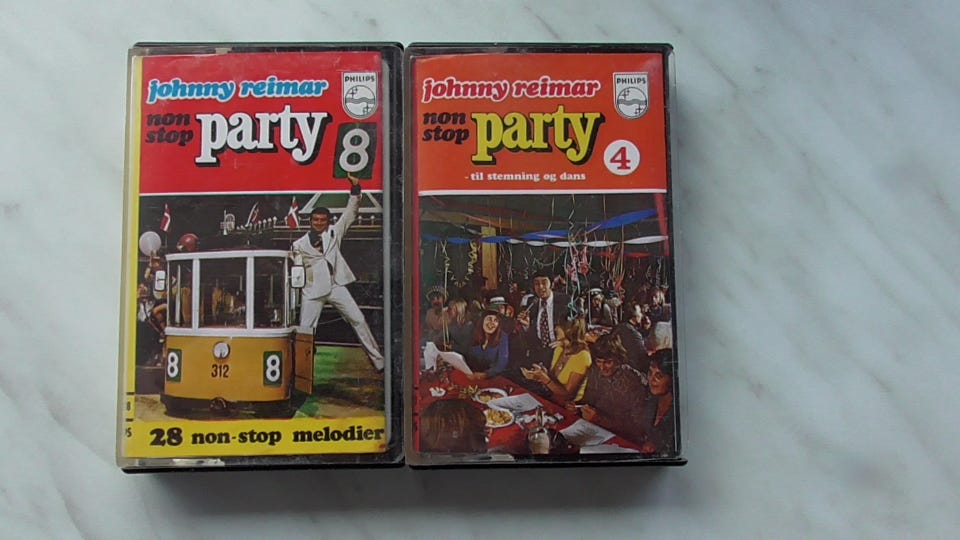 johnny reimar
PHILIPS
non
stop
party
8
8
312
8
8
28 non-stop melodier
johnny reimar
PHILIPS
non
stop
party
4
- til stemning og dans